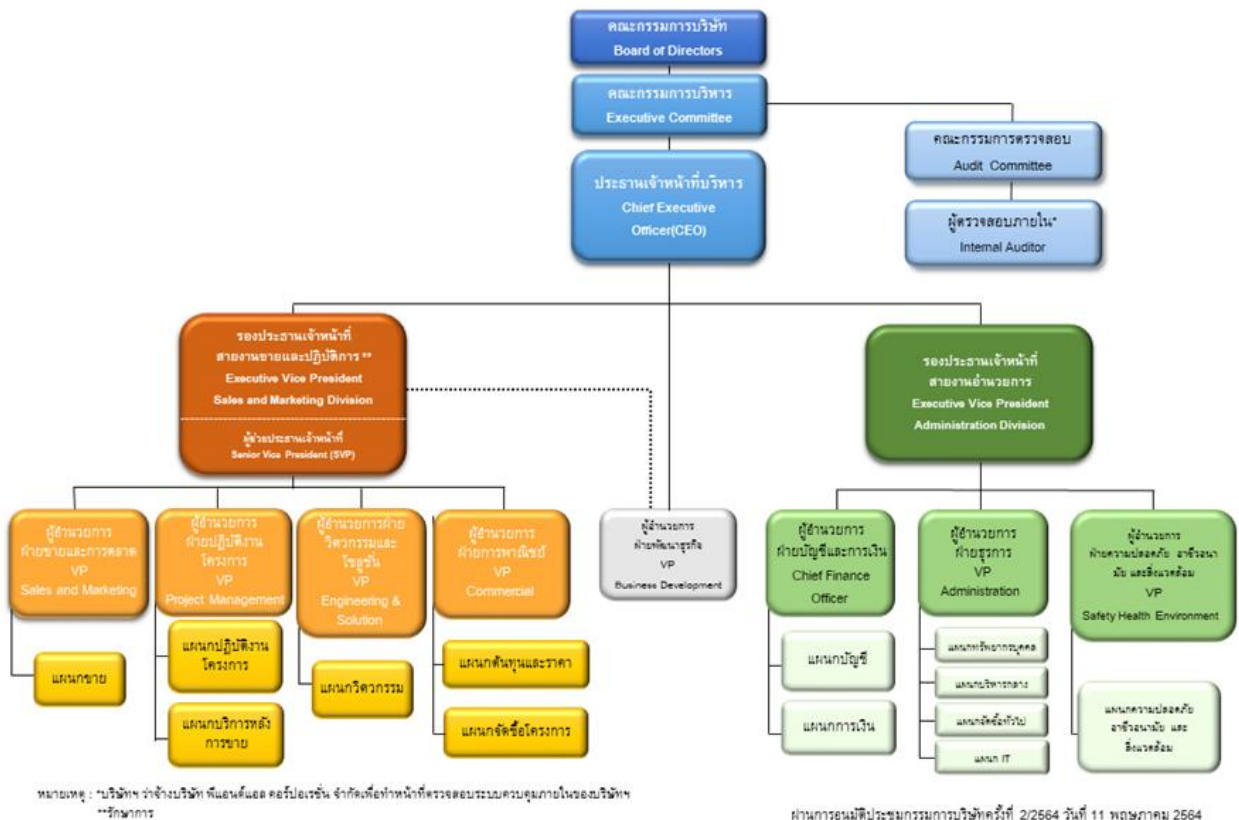 คณะกรรมการบริษัท
Board of Directors
คณะกรรมการบริหาร
Executive Committee
คณะกรรมการตรวจสอบ
Audit Committee
ประธานเจ้าหน้าที่บริหาร
Chief Executive
Officer(CEO)
ผู้ตรวจสอบภายใน*
Internal Auditor
รองประธานเจ้าหน้าที่
สายงานขายและปฏิบัติการ **
Executive Vice President
Sales and Marketing Division
ผู้ช่วยประธานเจ้าหน้าที่
Senior Vice President (SVP)
รองประธานเจ้าหน้าที่
สายงานอำนวยการ
Executive Vice President
Administration Division
ผู้อำนวยการ
ฝ่ายขายและการตลาด
VP
Sales and Marketing
ผู้อำนวยการ
ฝ่ายปฏิบัติงาน
โครงการ
VP
Project Management
ผู้อำนวยการฝ่าย
วิศวกรรมและ
โซลูชั่น
VP
Engineering &
Solution
ผู้อำนวยการ
ฝ่ายการพาณิชย์
VP
Commercial
ผู้อำนวยการ
ฝ่ายพัฒนาธุรกิจ
VP
Business Development
ผู้อำนวยการ
ฝ่ายบัญชีและการเงิน
Chief Finance
Officer
ผู้อำนวยการ
ฝ่ายธุรการ
VP
Administration
ผู้อำนวยการ
ฝ่ายความปลอดภัย อาชีวอนา
มัย และสิ่งแวดล้อม
VP
Safety Health Environment
แผนกขาย
แผนกปฏิบัติงาน
โครงการ
แผนกบริการหลัง
การขาย
แผนกวิศวกรรม
แผนกต้นทุนและราคา
แผนกจัดซื้อโครงการ
แผนกบัญชี
แผนกการเงิน
แผนกทรัพยากรบุคคล
แผนกบริหารกลาง
แผนกจัดซื้อทั่วไป
แผนก IT
แผนกความปลอดภัย
อาชีวอนามัย และ
สิ่งแวดล้อม
หมายเหตุ : *บริษัทฯ ว่าจ้างบริษัท พีแอนด์แอล คอร์ปอเรชั่น จำกัดเพื่อทำหน้าที่ตรวจสอบระบบควบคุมภายในของบริษัทฯ
**รักษาการ
ผ่านการอนุมัติประชุมกรรมการบริษัทครั้งที่ 2/2564 วันที่ 11 พฤษภาคม 2564